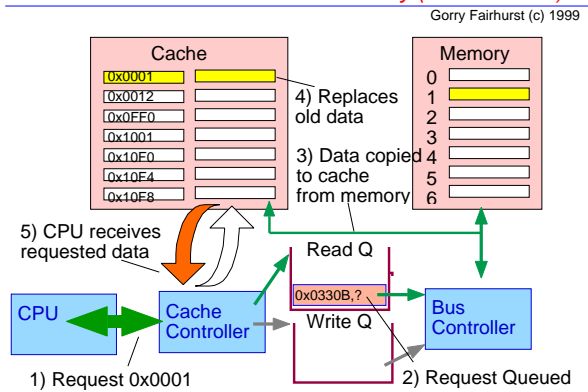 Gorry Fairhurst (c) 1999
Cache
Memory
0x0001
0x0012
0x0FF0
0x1001
0x10F0
0x10F4
0x10F8
0
1
2
3
4
5
6
4) Replaces
old data
3) Data copied
to cache
from memory
5) CPU receives
requested data
Read Q
0x0330B,?
Write Q
CPU
Cache
Controller
Bus
Controller
1) Request 0x0001
2) Request Queued